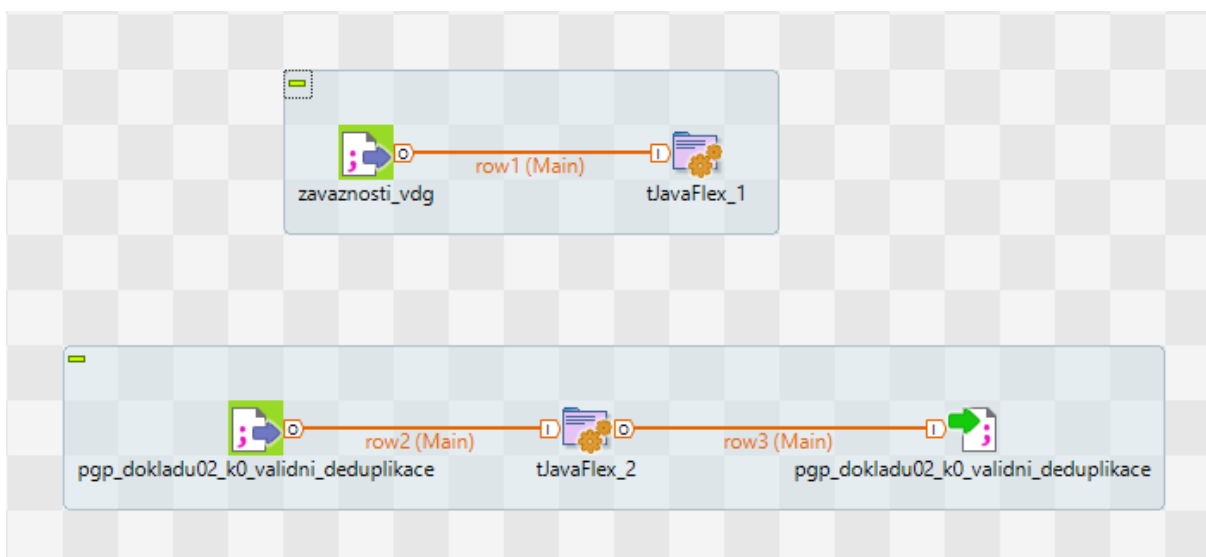 row1 (Main)
zavaznosti_vdg
tJavaFlex_1
row2 (Main)
row3 (Main)
pgp_dokladu02_k0_validni_deduplikace
tJavaFlex_2
pgp_dokladu02_k0_validni_deduplikace